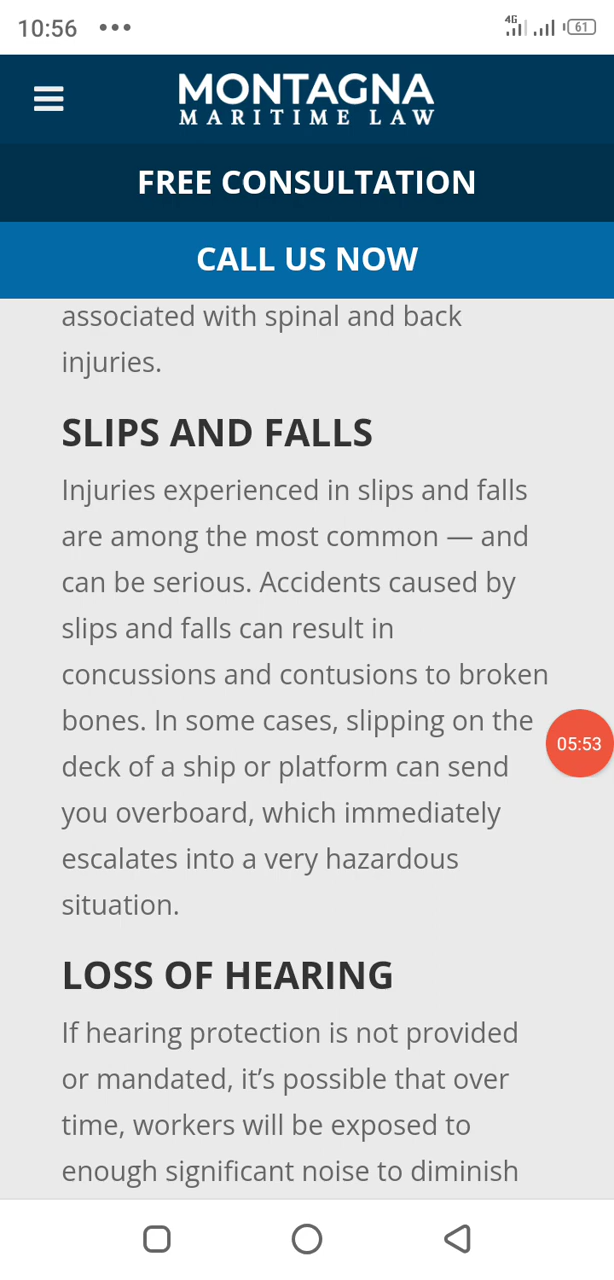 10:56
4G
61
MONTAGNA
MARITIME LAW
FREE CONSULTATION
CALL US NOW
associated with spinal and back
injuries.
SLIPS AND FALLS
Injuries experienced in slips and falls
are among the most common — and
can be serious. Accidents caused by
slips and falls can result in
concussions and contusions to broken
bones. In some cases, slipping on the
05:53
deck of a ship or platform can send
you overboard, which immediately
escalates into a very hazardous
situation.
LOSS OF HEARING
If hearing protection is not provided
or mandated, it’s possible that over
time, workers will be exposed to
enough significant noise to diminish